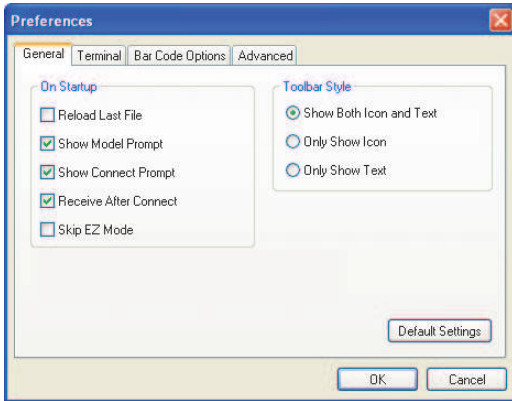 Preferences
General Terminal Bar Code Options Advanced
On Startup
Reload Last File
Show Model Prompt
Show Connect Prompt
Receive After Connect
Skip EZ Mode
Toolbar Style
Show Both Icon and Text
Only Show Icon
Only Show Text
Default Settings
OK Cancel